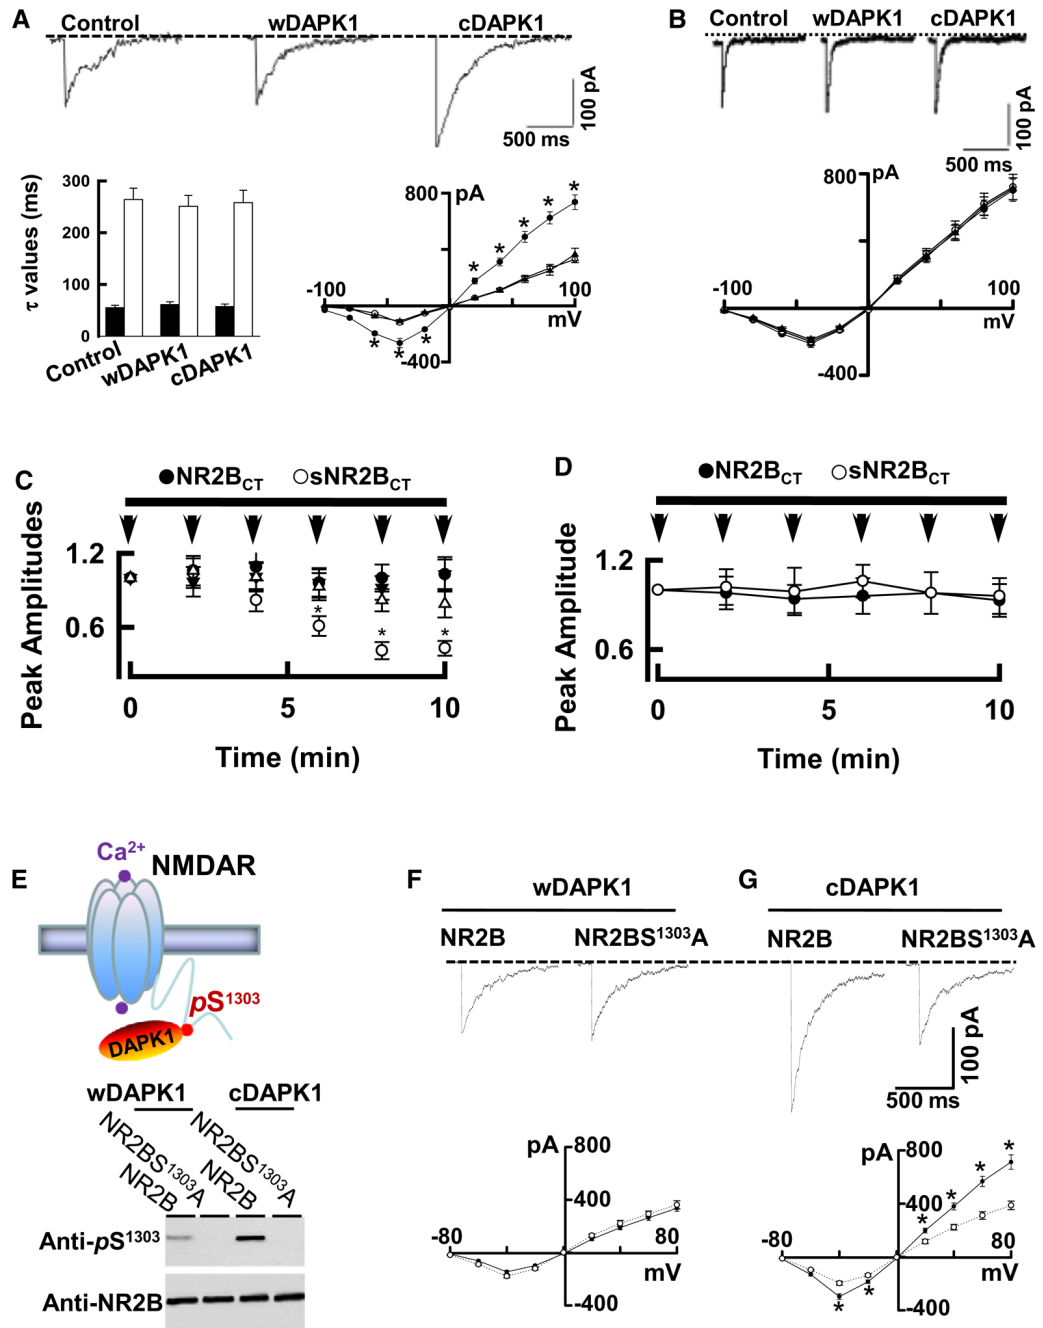 A
Control wDAPK1 cDAPK1
100 pA
500 ms
τ values (ms)
300
200
100
0
Control
wDAPK1
cDAPK1
800 pA
-100 100
mV
-400
* * * * *
* * *
B
Control wDAPK1 cDAPK1
100 pA
500 ms
800 pA
-100 100
mV
-400
C
●NR2BCT ○sNR2BCT
Peak Amplitudes
1.2
0.6
* * *
0 5 10
Time (min)
D
●NR2BCT ○sNR2BCT
Peak Amplitude
1.2
0.6
0 5 10
Time (min)
E
Ca²⁺
NMDAR
pS¹³⁰³
DAPK1
wDAPK1 cDAPK1
NR2B
NR2BS¹³⁰³A
NR2B
NR2BS¹³⁰³A
Anti-pS¹³⁰³
Anti-NR2B
F
wDAPK1
NR2B NR2BS¹³⁰³A
pA 800
400
-80 80
mV
-400
G
cDAPK1
NR2B NR2BS¹³⁰³A
100 pA
500 ms
pA 800
400
-80 80
mV
-400
* * * *
* *